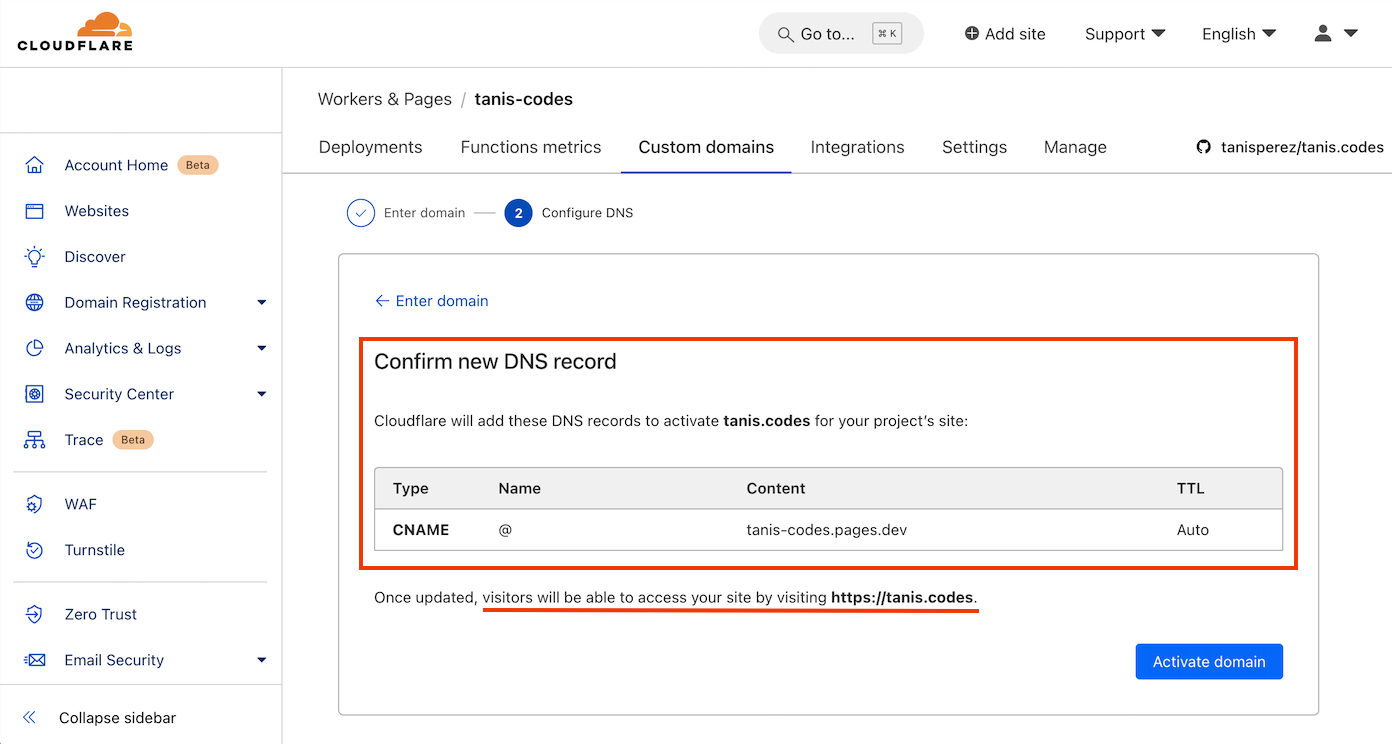 CLOUDFLARE
Go to... ⌘ K
Add site
Support
English
Workers & Pages / tanis-codes
Deployments
Functions metrics
Custom domains
Integrations
Settings
Manage
tanisperez/tanis.codes
Account Home Beta
Websites
Discover
Domain Registration
Analytics & Logs
Security Center
Trace Beta
WAF
Turnstile
Zero Trust
Email Security
Collapse sidebar
Enter domain
2 Configure DNS
Enter domain
Confirm new DNS record
Cloudflare will add these DNS records to activate tanis.codes for your project's site:
Type Name Content TTL
CNAME @ tanis-codes.pages.dev Auto
Once updated, visitors will be able to access your site by visiting https://tanis.codes.
Activate domain